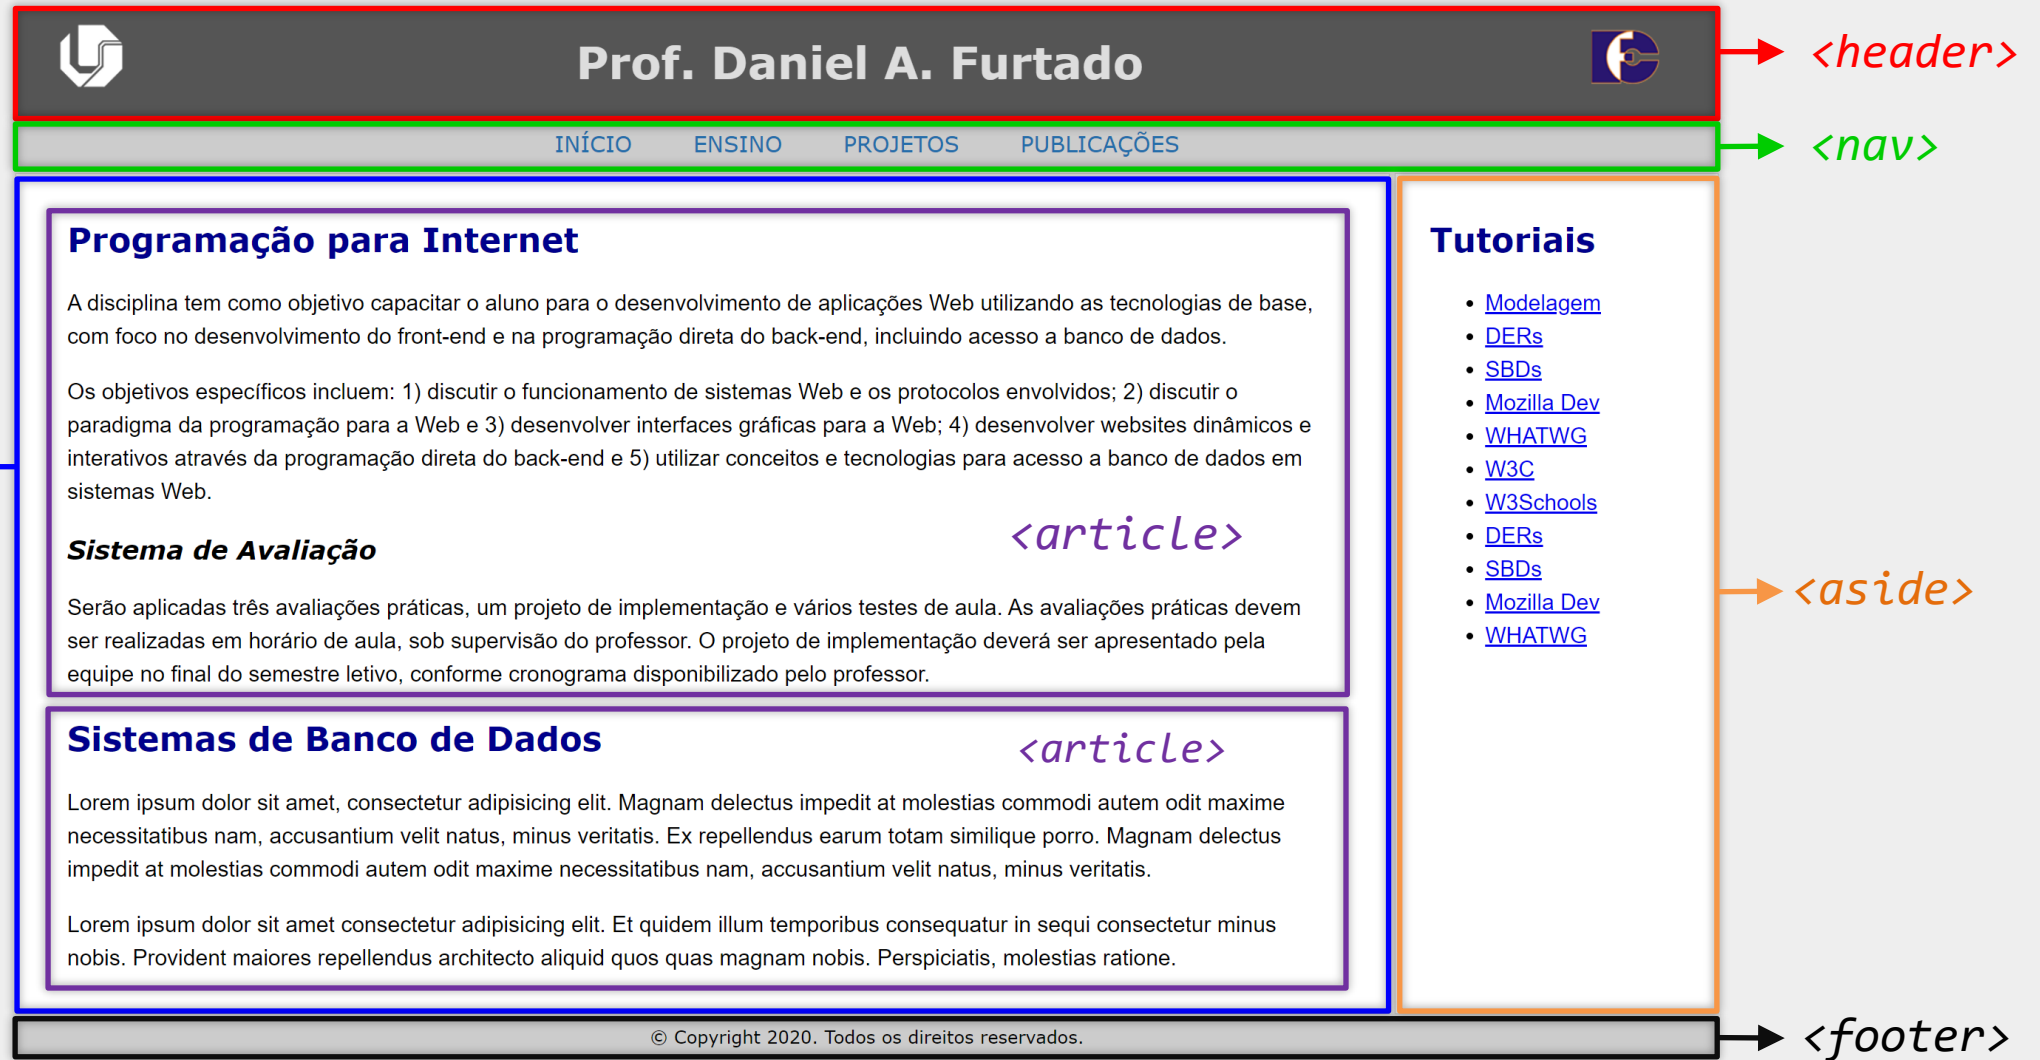 Prof. Daniel A. Furtado
<header>
INÍCIO ENSINO PROJETOS PUBLICAÇÕES
<nav>
Programação para Internet
A disciplina tem como objetivo capacitar o aluno para o desenvolvimento de aplicações Web utilizando as tecnologias de base,
com foco no desenvolvimento do front-end e na programação direta do back-end, incluindo acesso a banco de dados.
Os objetivos específicos incluem: 1) discutir o funcionamento de sistemas Web e os protocolos envolvidos; 2) discutir o
paradigma da programação para a Web e 3) desenvolver interfaces gráficas para a Web; 4) desenvolver websites dinâmicos e
interativos através da programação direta do back-end e 5) utilizar conceitos e tecnologias para acesso a banco de dados em
sistemas Web.
<article>
Sistema de Avaliação
Serão aplicadas três avaliações práticas, um projeto de implementação e vários testes de aula. As avaliações práticas devem
ser realizadas em horário de aula, sob supervisão do professor. O projeto de implementação deverá ser apresentado pela
equipe no final do semestre letivo, conforme cronograma disponibilizado pelo professor.
Sistemas de Banco de Dados
<article>
Lorem ipsum dolor sit amet, consectetur adipisicing elit. Magnam delectus impedit at molestias commodi autem odit maxime
necessitatibus nam, accusantium velit natus, minus veritatis. Ex repellendus earum totam similique porro. Magnam delectus
impedit at molestias commodi autem odit maxime necessitatibus nam, accusantium velit natus, minus veritatis.
Lorem ipsum dolor sit amet consectetur adipisicing elit. Et quidem illum temporibus consequatur in sequi consectetur minus
nobis. Provident maiores repellendus architecto aliquid quos quas magnam nobis. Perspiciatis, molestias ratione.
Tutoriais
• Modelagem
• DERs
• SBDs
• Mozilla Dev
• WHATWG
• W3C
• W3Schools
• DERs
• SBDs
• Mozilla Dev
• WHATWG
<aside>
© Copyright 2020. Todos os direitos reservados.
<footer>